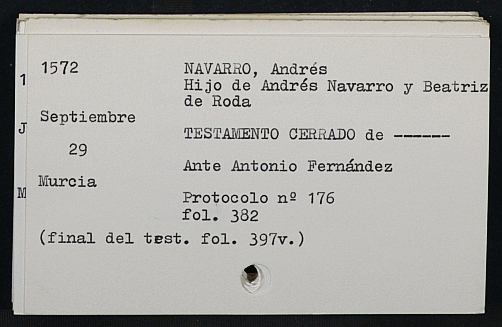 1572 NAVARRO, Andrés
Hijo de Andrés Navarro y Beatriz
de Roda
Septiembre
TESTAMENTO CERRADO de ------
29
Ante Antonio Fernández
Murcia
Protocolo nº 176
fol. 382
(final del test. fol. 397v.)
1
J
M